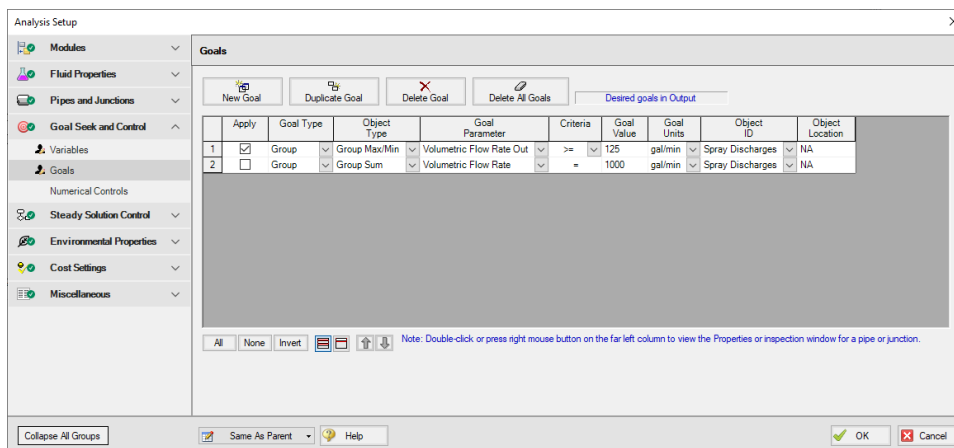 Analysis Setup
Modules
Fluid Properties
Pipes and Junctions
Goal Seek and Control
Variables
Goals
Numerical Controls
Steady Solution Control
Environmental Properties
Cost Settings
Miscellaneous
Collapse All Groups
Goals
New Goal Duplicate Goal Delete Goal Delete All Goals Desired goals in Output
Apply Goal Type Object Type Goal Parameter Criteria Goal Value Goal Units Object ID Object Location
1 Group Group Max/Min Volumetric Flow Rate Out >= 125 gal/min Spray Discharges NA
2 Group Group Sum Volumetric Flow Rate = 1000 gal/min Spray Discharges NA
All None Invert Note: Double-click or press right mouse button on the far left column to view the Properties or inspection window for a pipe or junction.
Same As Parent Help OK Cancel